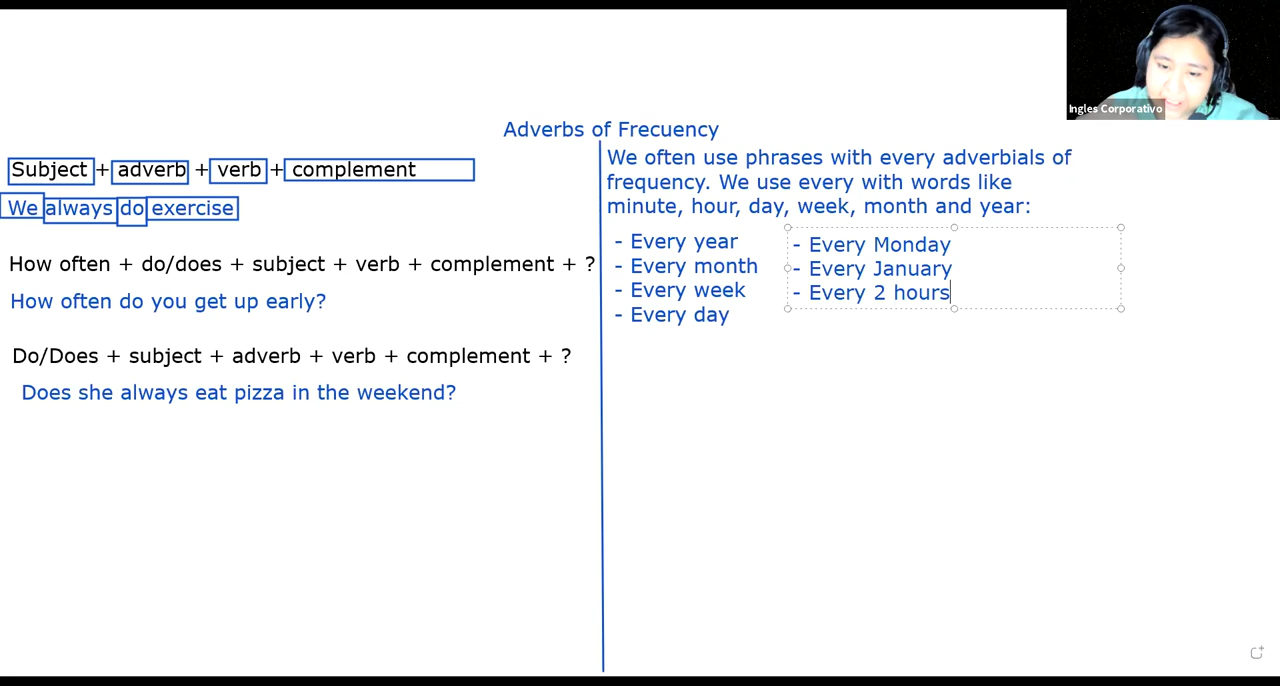 Ingles Corporativo
Adverbs of Frecuency
Subject + adverb + verb + complement
We always do exercise
How often + do/does + subject + verb + complement + ?
How often do you get up early?
Do/Does + subject + adverb + verb + complement + ?
Does she always eat pizza in the weekend?
We often use phrases with every adverbials of
frequency. We use every with words like
minute, hour, day, week, month and year:
- Every year
- Every month
- Every week
- Every day
- Every Monday
- Every January
- Every 2 hours